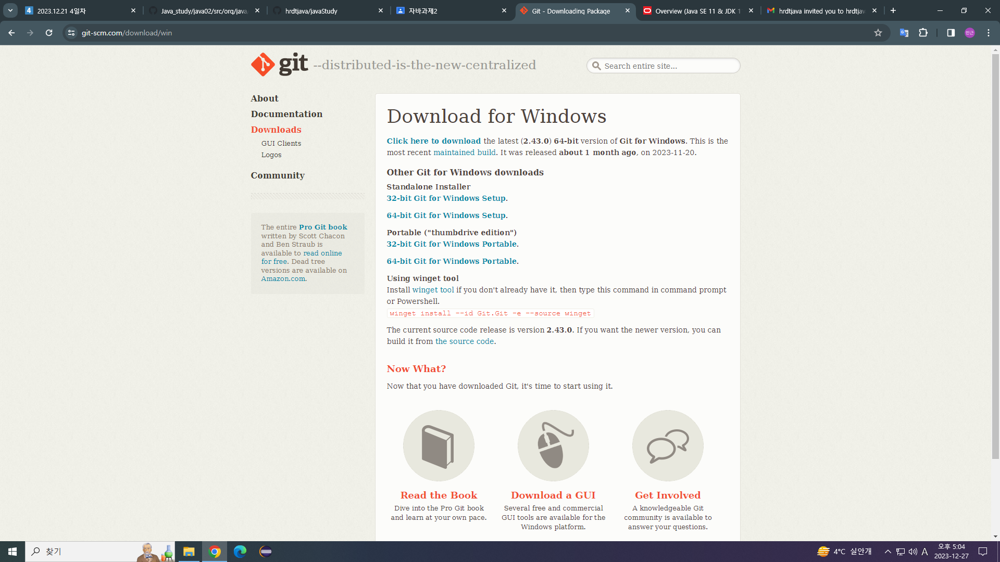 2023.12.21 4일차
Java_study/java02/src/org/java
hrdtjava/javaStudy
자바과제2
Git - Downloading Package
Overview (Java SE 11 & JDK 1
hrdtjava invited you to hrdtjav
git-scm.com/download/win
민근
git --distributed-is-the-new-centralized
Search entire site...
About
Documentation
Downloads
GUI Clients
Logos
Community
The entire Pro Git book
written by Scott Chacon
and Ben Straub is
available to read online
for free. Dead tree
versions are available on
Amazon.com.
Download for Windows
Click here to download the latest (2.43.0) 64-bit version of Git for Windows. This is the
most recent maintained build. It was released about 1 month ago, on 2023-11-20.
Other Git for Windows downloads
Standalone Installer
32-bit Git for Windows Setup.
64-bit Git for Windows Setup.
Portable ("thumbdrive edition")
32-bit Git for Windows Portable.
64-bit Git for Windows Portable.
Using winget tool
Install winget tool if you don't already have it, then type this command in command prompt
or Powershell.
winget install --id Git.Git -e --source winget
The current source code release is version 2.43.0. If you want the newer version, you can
build it from the source code.
Now What?
Now that you have downloaded Git, it's time to start using it.
Read the Book
Dive into the Pro Git book
and learn at your own pace.
Download a GUI
Several free and commercial
GUI tools are available for the
Windows platform.
Get Involved
A knowledgeable Git
community is available to
answer your questions.
찾기
4°C 실안개
A
오후 5:04
2023-12-27